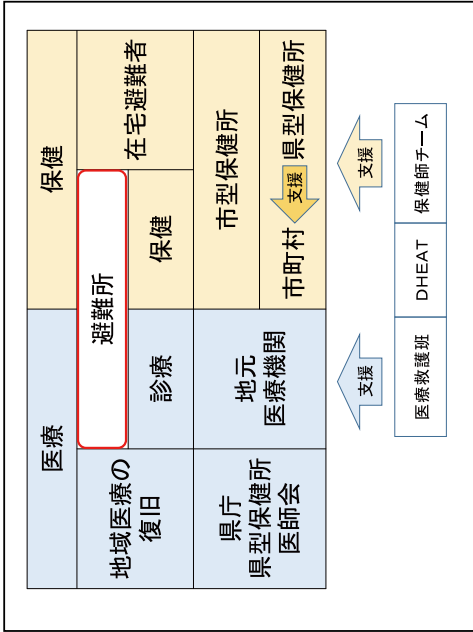 医療
保健
地域医療の
復旧
避難所
診療
保健
在宅避難者
県庁
県型保健所
医師会
地元
医療機関
市型保健所
市町村
支援
県型保健所
支援
支援
医療救護班
DHEAT
保健師チーム